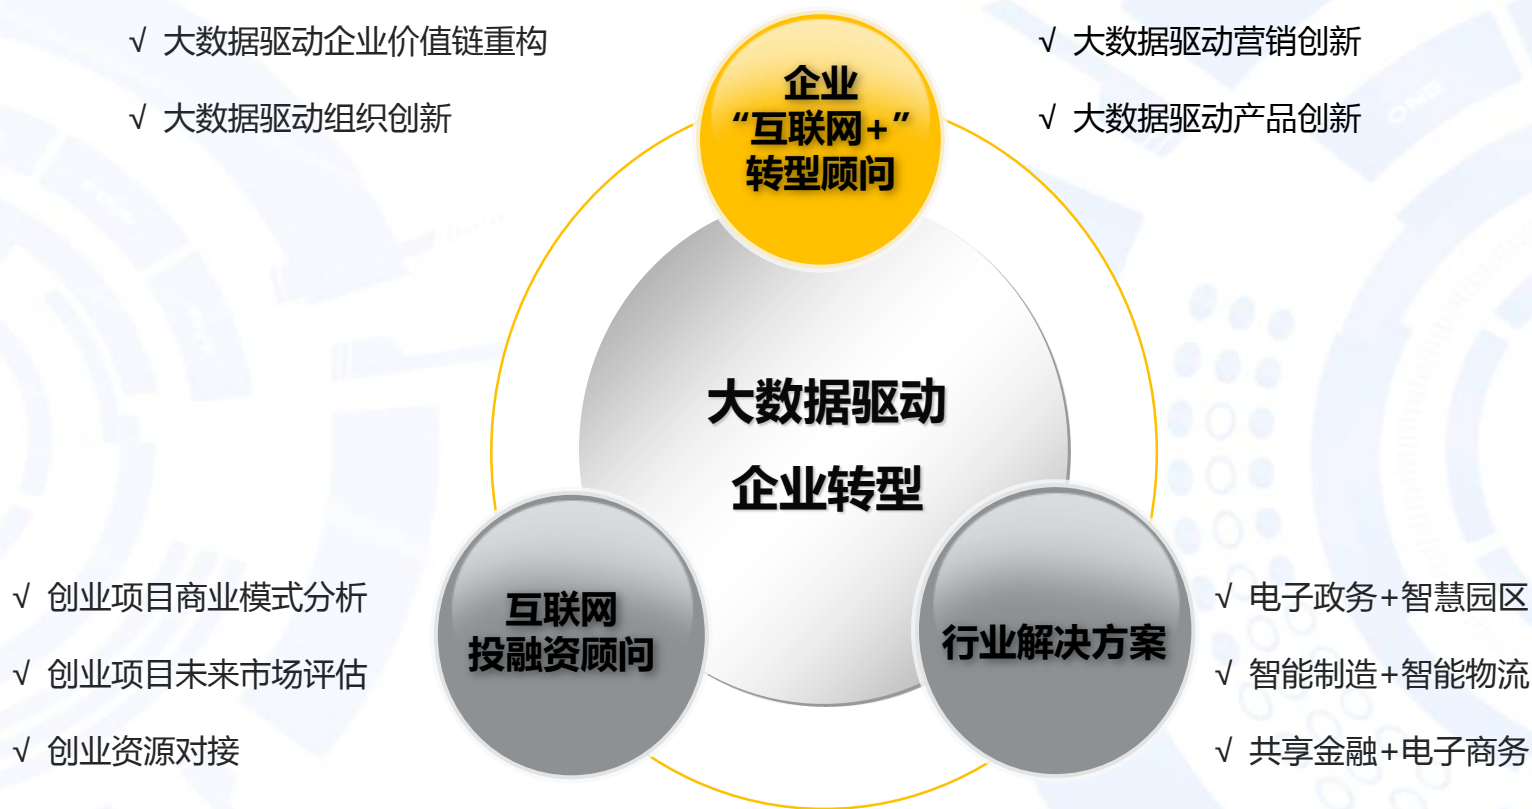 √ 大数据驱动企业价值链重构
√ 大数据驱动组织创新
企业
“互联网+”
转型顾问
√ 大数据驱动营销创新
√ 大数据驱动产品创新
大数据驱动
企业转型
互联网
投融资顾问
√ 创业项目商业模式分析
√ 创业项目未来市场评估
√ 创业资源对接
行业解决方案
√ 电子政务+智慧园区
√ 智能制造+智能物流
√ 共享金融+电子商务